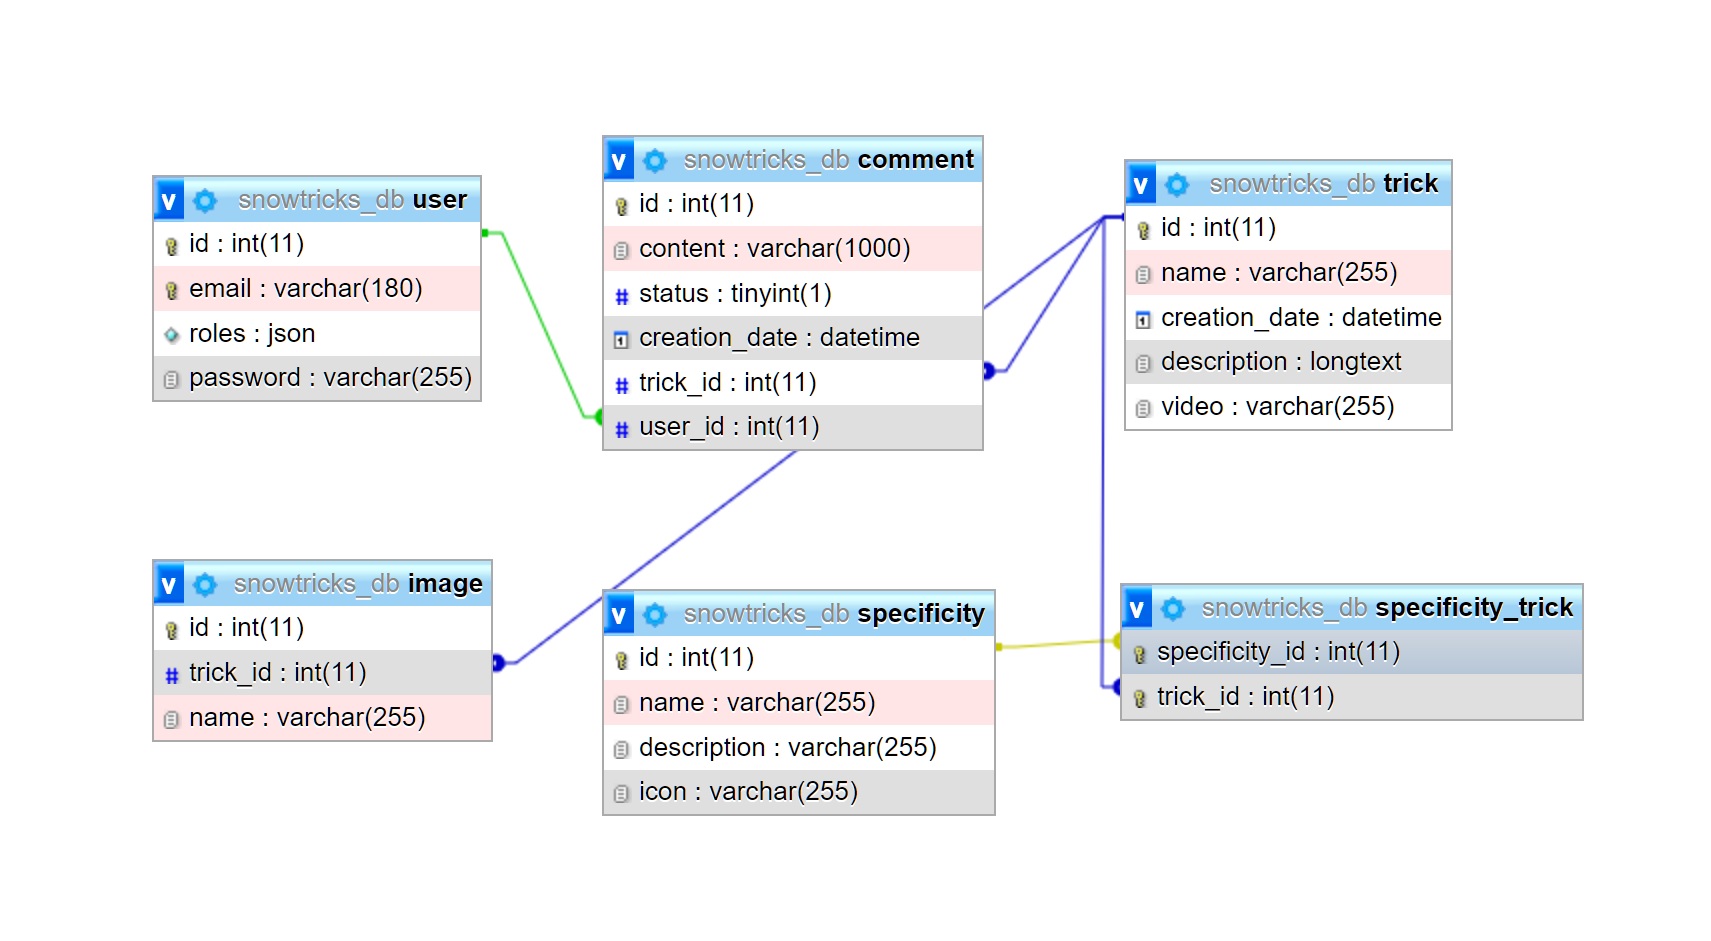 v snowtricks_db user
id : int(11)
email : varchar(180)
roles : json
password : varchar(255)
v snowtricks_db comment
id : int(11)
content : varchar(1000)
# status : tinyint(1)
creation_date : datetime
# trick_id : int(11)
# user_id : int(11)
v snowtricks_db trick
id : int(11)
name : varchar(255)
creation_date : datetime
description : longtext
video : varchar(255)
v snowtricks_db image
id : int(11)
# trick_id : int(11)
name : varchar(255)
v snowtricks_db specificity
id : int(11)
name : varchar(255)
description : varchar(255)
icon : varchar(255)
v snowtricks_db specificity_trick
specificity_id : int(11)
trick_id : int(11)